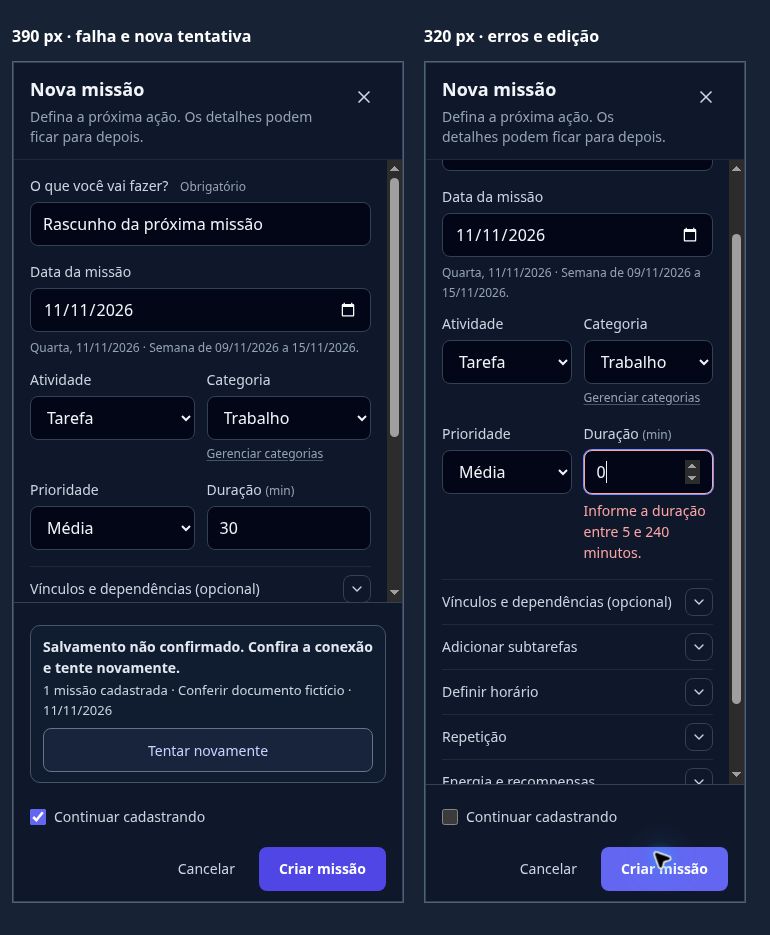 390 px · falha e nova tentativa
Nova missão
Defina a próxima ação. Os detalhes podem
ficar para depois.
O que você vai fazer? Obrigatório
Rascunho da próxima missão
Data da missão
11/11/2026
Quarta, 11/11/2026 · Semana de 09/11/2026 a 15/11/2026.
Atividade Categoria
Tarefa Trabalho
Gerenciar categorias
Prioridade Duração (min)
Média 30
Vínculos e dependências (opcional)
Salvamento não confirmado. Confira a conexão
e tente novamente.
1 missão cadastrada · Conferir documento fictício ·
11/11/2026
Tentar novamente
Continuar cadastrando
Cancelar Criar missão
320 px · erros e edição
Nova missão
Defina a próxima ação. Os
detalhes podem ficar para depois.
Data da missão
11/11/2026
Quarta, 11/11/2026 · Semana de 09/11/2026 a
15/11/2026.
Atividade Categoria
Tarefa Trabalho
Gerenciar categorias
Prioridade Duração (min)
Média 0
Informe a duração
entre 5 e 240
minutos.
Vínculos e dependências (opcional)
Adicionar subtarefas
Definir horário
Repetição
Energia e recompensas
Continuar cadastrando
Cancelar Criar missão